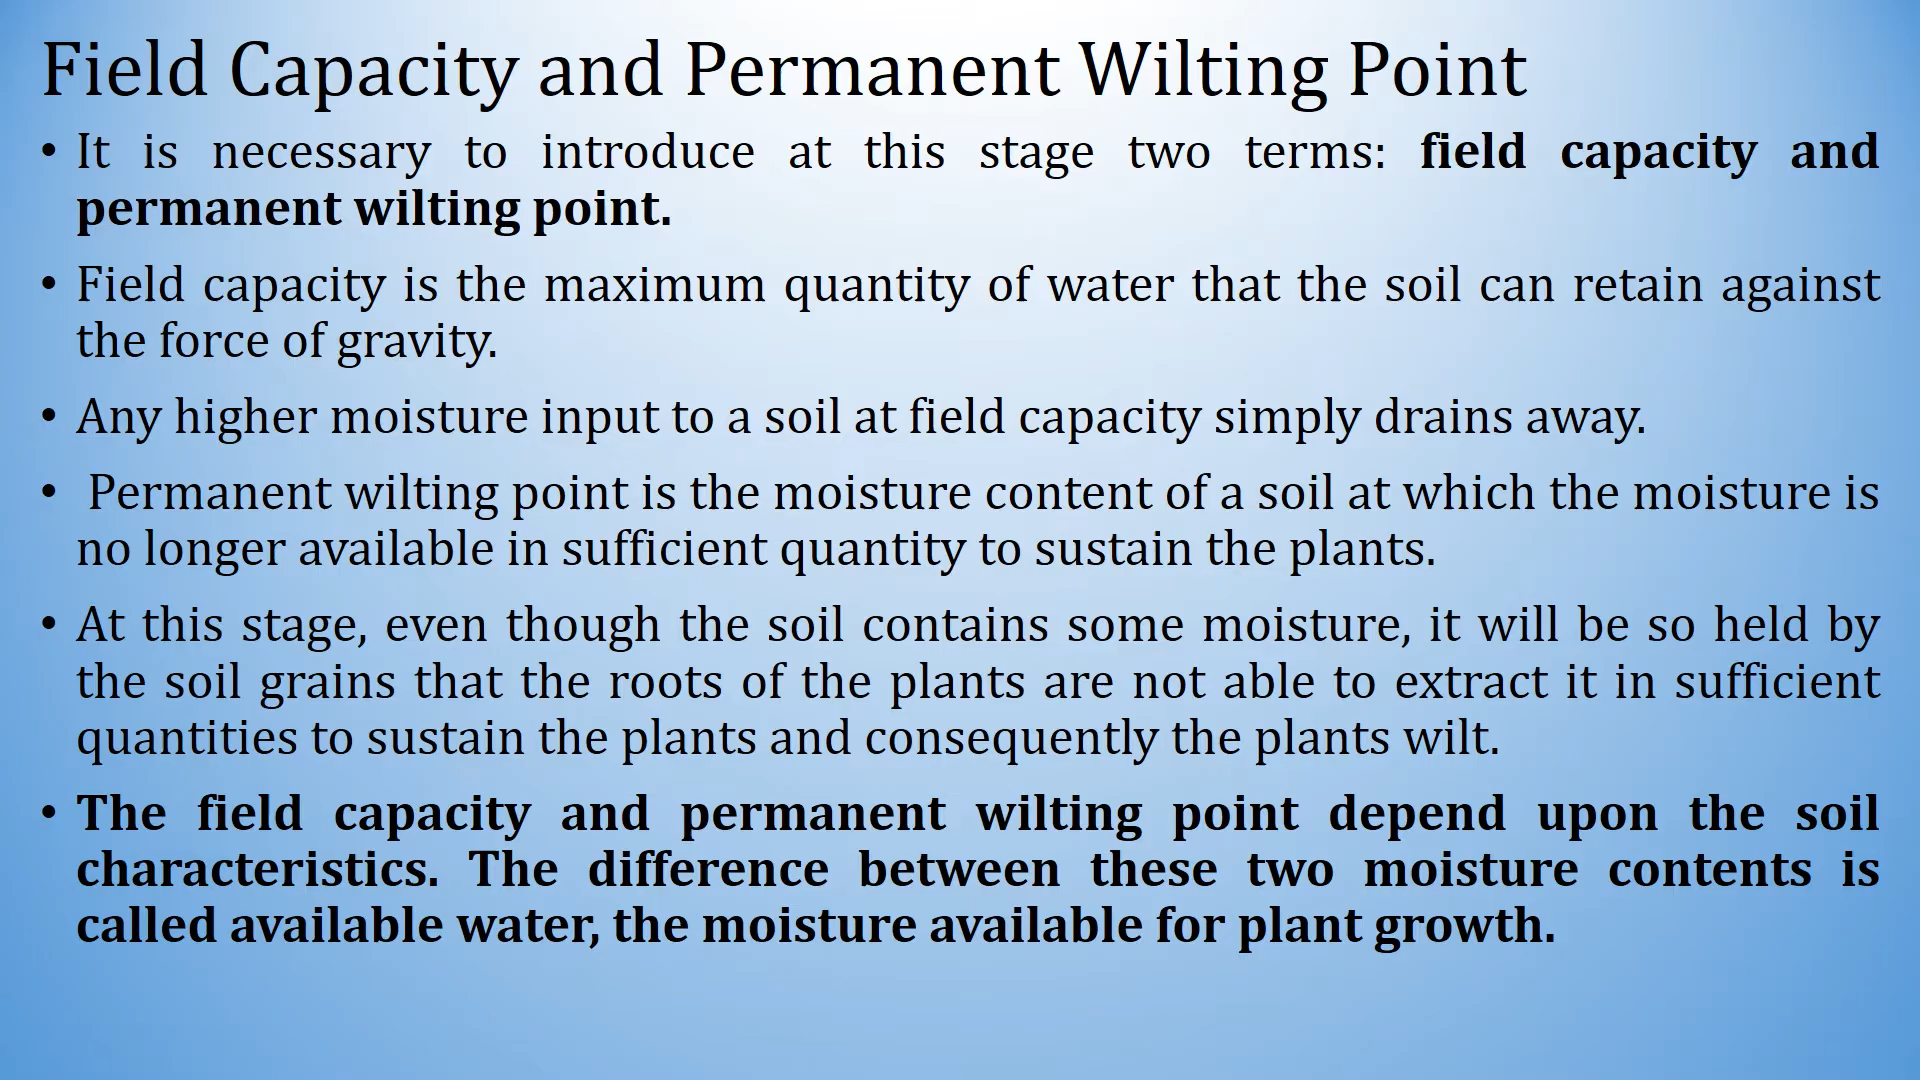 Field Capacity and Permanent Wilting Point
• It is necessary to introduce at this stage two terms: field capacity and
permanent wilting point.
• Field capacity is the maximum quantity of water that the soil can retain against
the force of gravity.
• Any higher moisture input to a soil at field capacity simply drains away.
• Permanent wilting point is the moisture content of a soil at which the moisture is
no longer available in sufficient quantity to sustain the plants.
• At this stage, even though the soil contains some moisture, it will be so held by
the soil grains that the roots of the plants are not able to extract it in sufficient
quantities to sustain the plants and consequently the plants wilt.
• The field capacity and permanent wilting point depend upon the soil
characteristics. The difference between these two moisture contents is
called available water, the moisture available for plant growth.